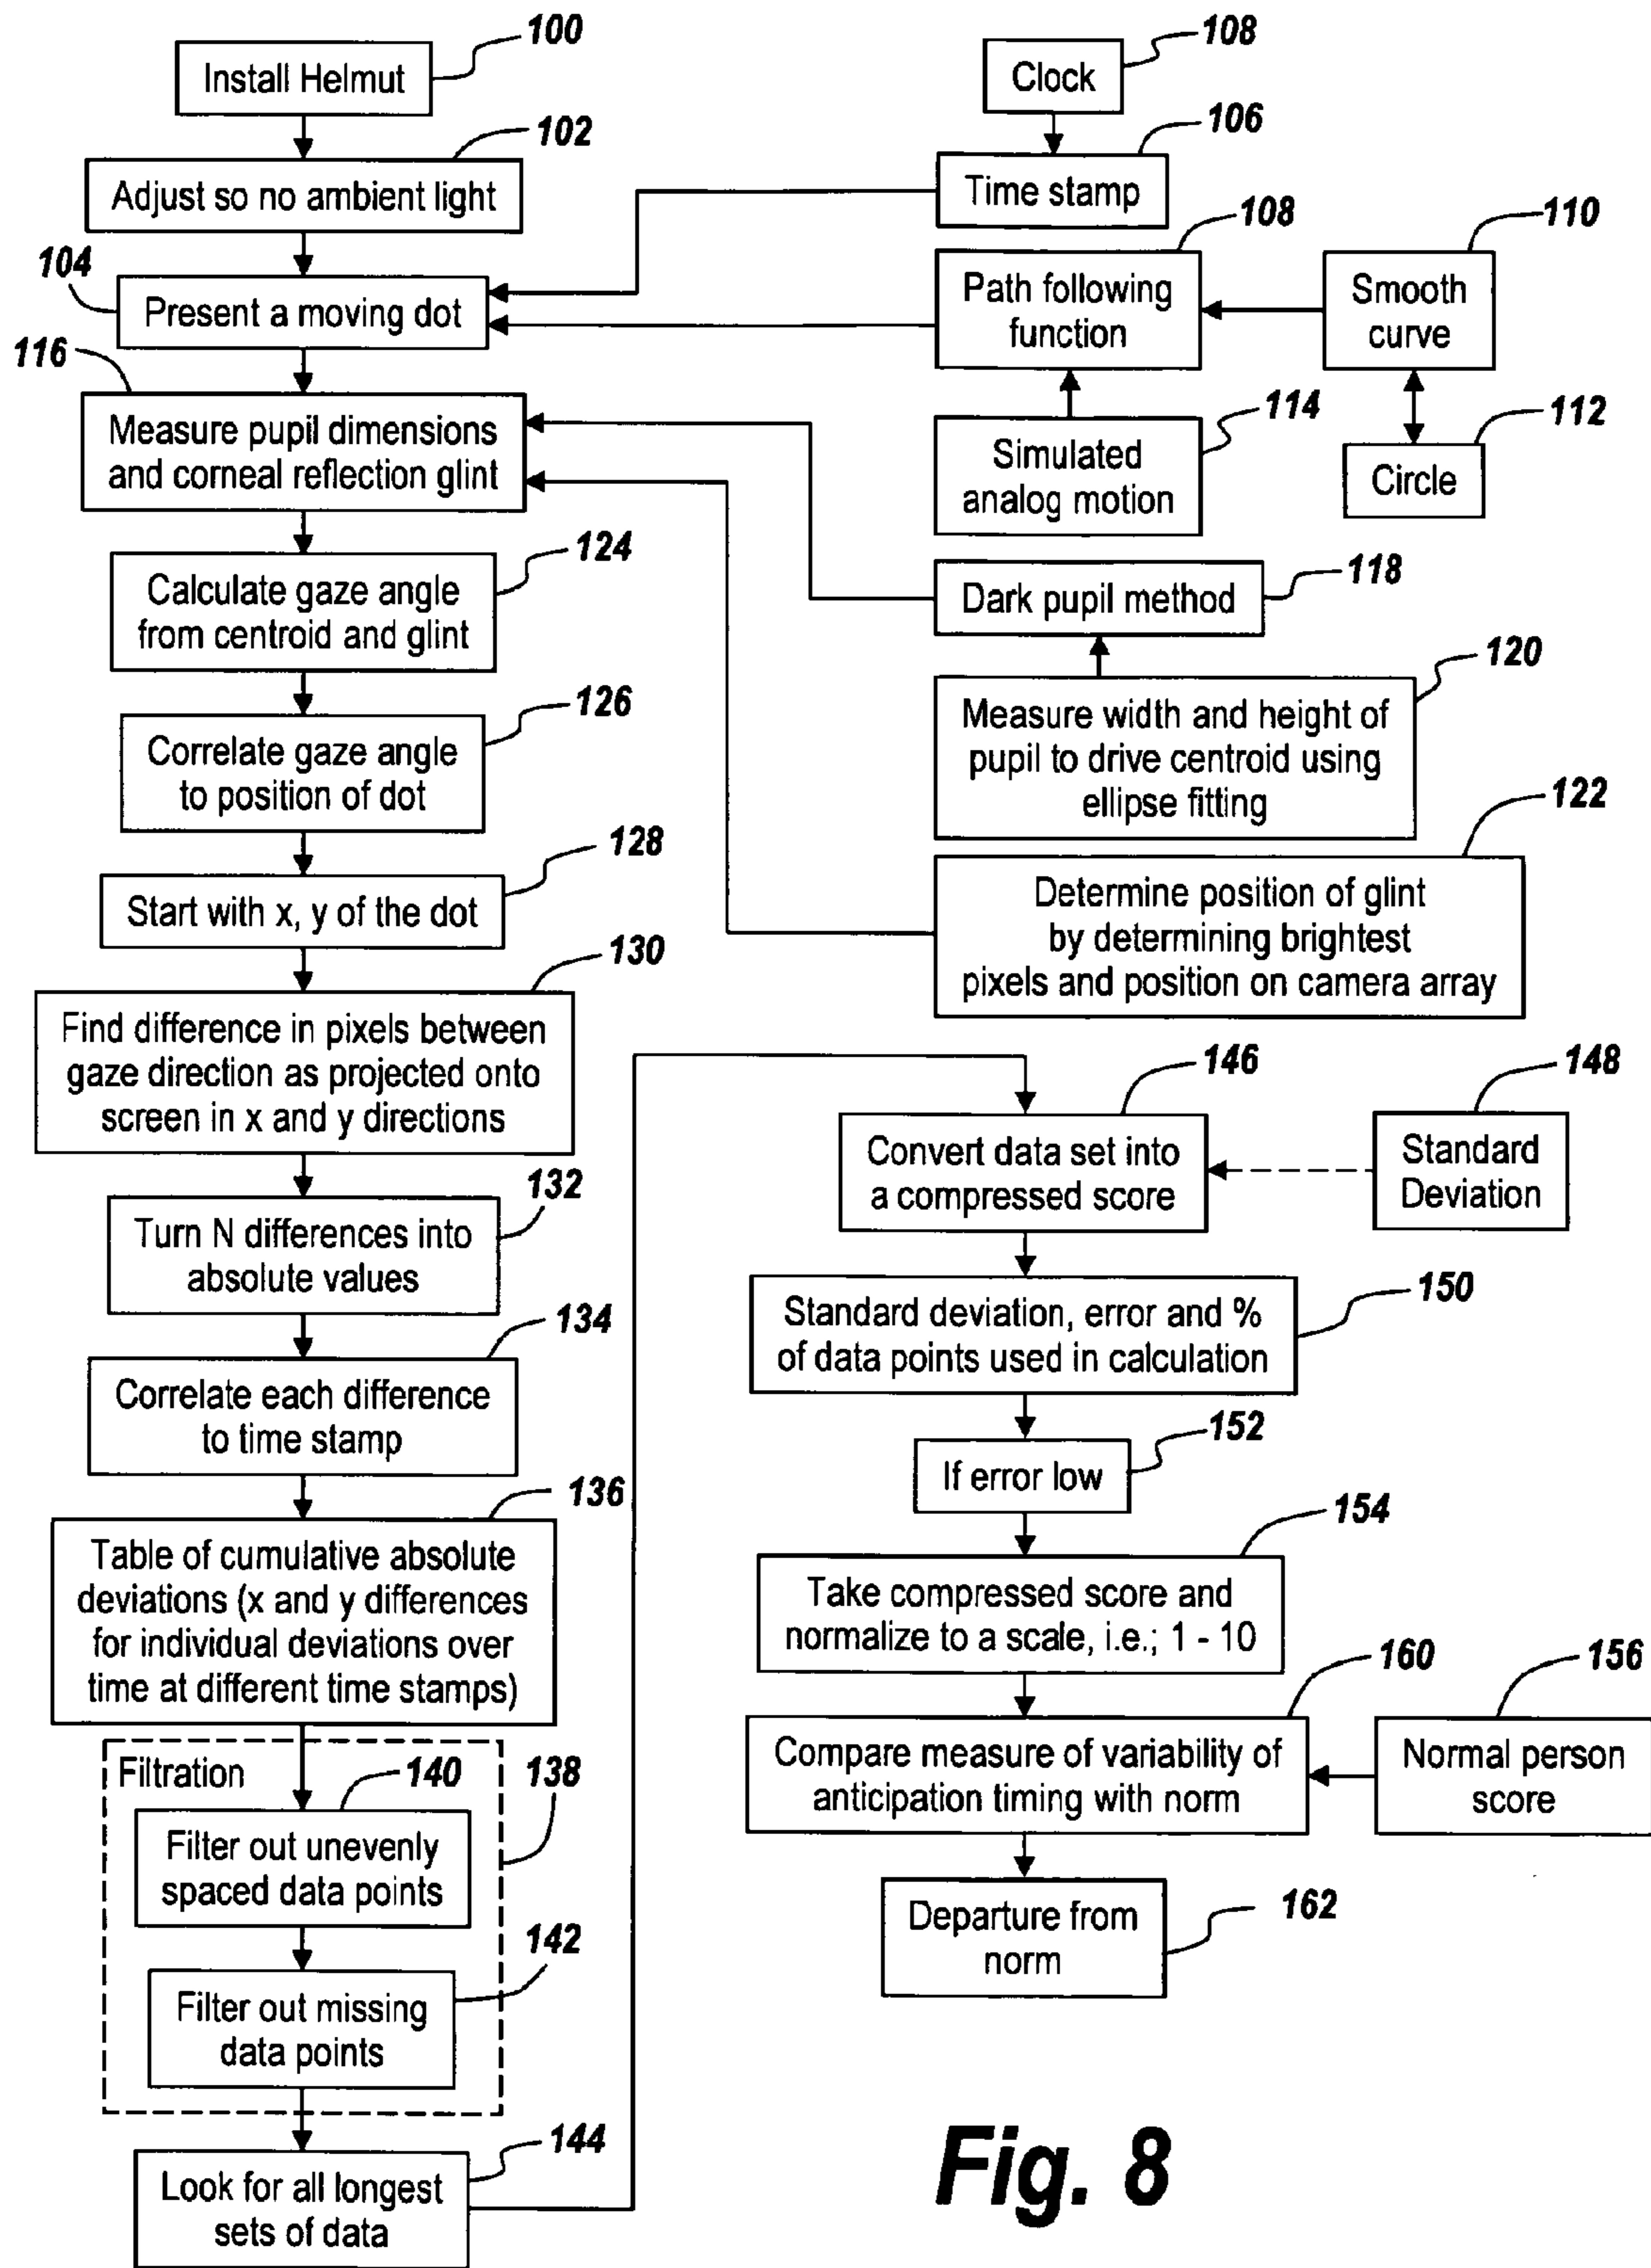 100
Install Helmut
102
Adjust so no ambient light
104
Present a moving dot
116
Measure pupil dimensions
and corneal reflection glint
124
Calculate gaze angle
from centroid and glint
126
Correlate gaze angle
to position of dot
128
Start with x, y of the dot
130
Find difference in pixels between
gaze direction as projected onto
screen in x and y directions
132
Turn N differences into
absolute values
134
Correlate each difference
to time stamp
136
Table of cumulative absolute
deviations (x and y differences
for individual deviations over
time at different time stamps)
Filtration
140
138
Filter out unevenly
spaced data points
142
Filter out missing
data points
144
Look for all longest
sets of data
108
Clock
106
Time stamp
108
Path following
function
110
Smooth
curve
112
Circle
114
Simulated
analog motion
118
Dark pupil method
120
Measure width and height of
pupil to drive centroid using
ellipse fitting
122
Determine position of glint
by determining brightest
pixels and position on camera array
146
Convert data set into
a compressed score
148
Standard
Deviation
150
Standard deviation, error and %
of data points used in calculation
152
If error low
154
Take compressed score and
normalize to a scale, i.e.; 1 - 10
160
Compare measure of variability of
anticipation timing with norm
156
Normal person
score
162
Departure from
norm
Fig. 8